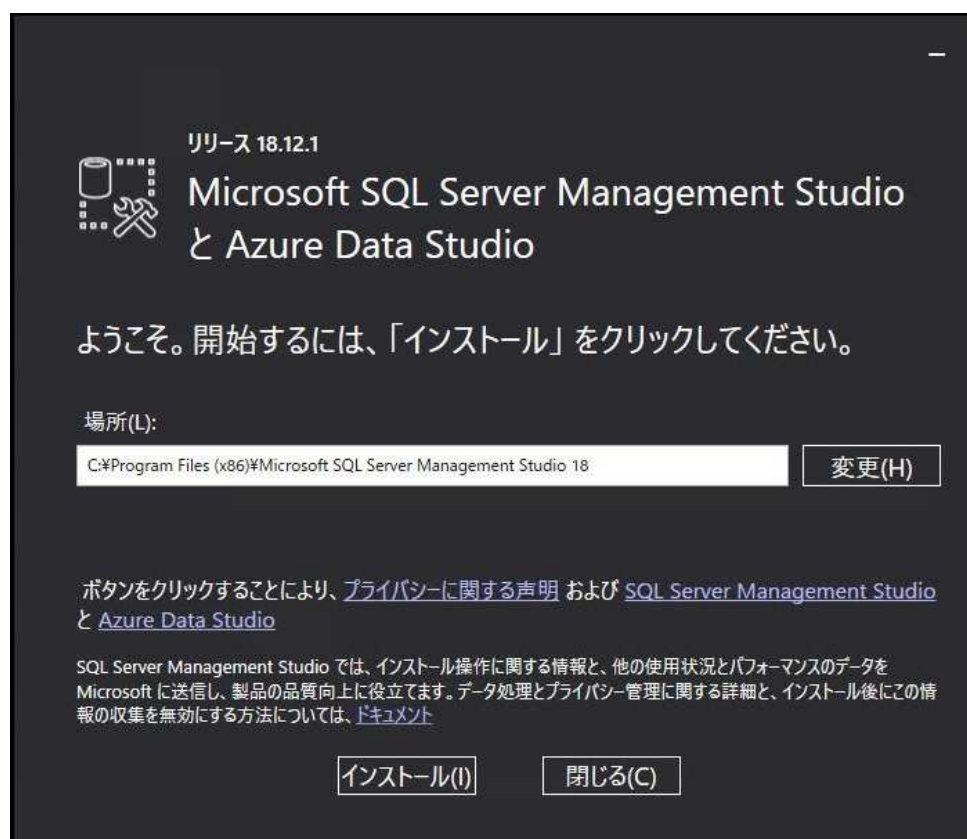 リリース 18.12.1
Microsoft SQL Server Management Studio
と Azure Data Studio
ようこそ。開始するには、「インストール」をクリックしてください。
場所(L):
C:¥Program Files (x86)¥Microsoft SQL Server Management Studio 18
変更(H)
ボタンをクリックすることにより、プライバシーに関する声明 および SQL Server Management Studio
と Azure Data Studio
SQL Server Management Studio では、インストール操作に関する情報と、他の使用状況とパフォーマンスのデータを
Microsoft に送信し、製品の品質向上に役立てます。データ処理とプライバシー管理に関する詳細と、インストール後にこの情
報の収集を無効にする方法については、ドキュメント
インストール(I)
閉じる(C)